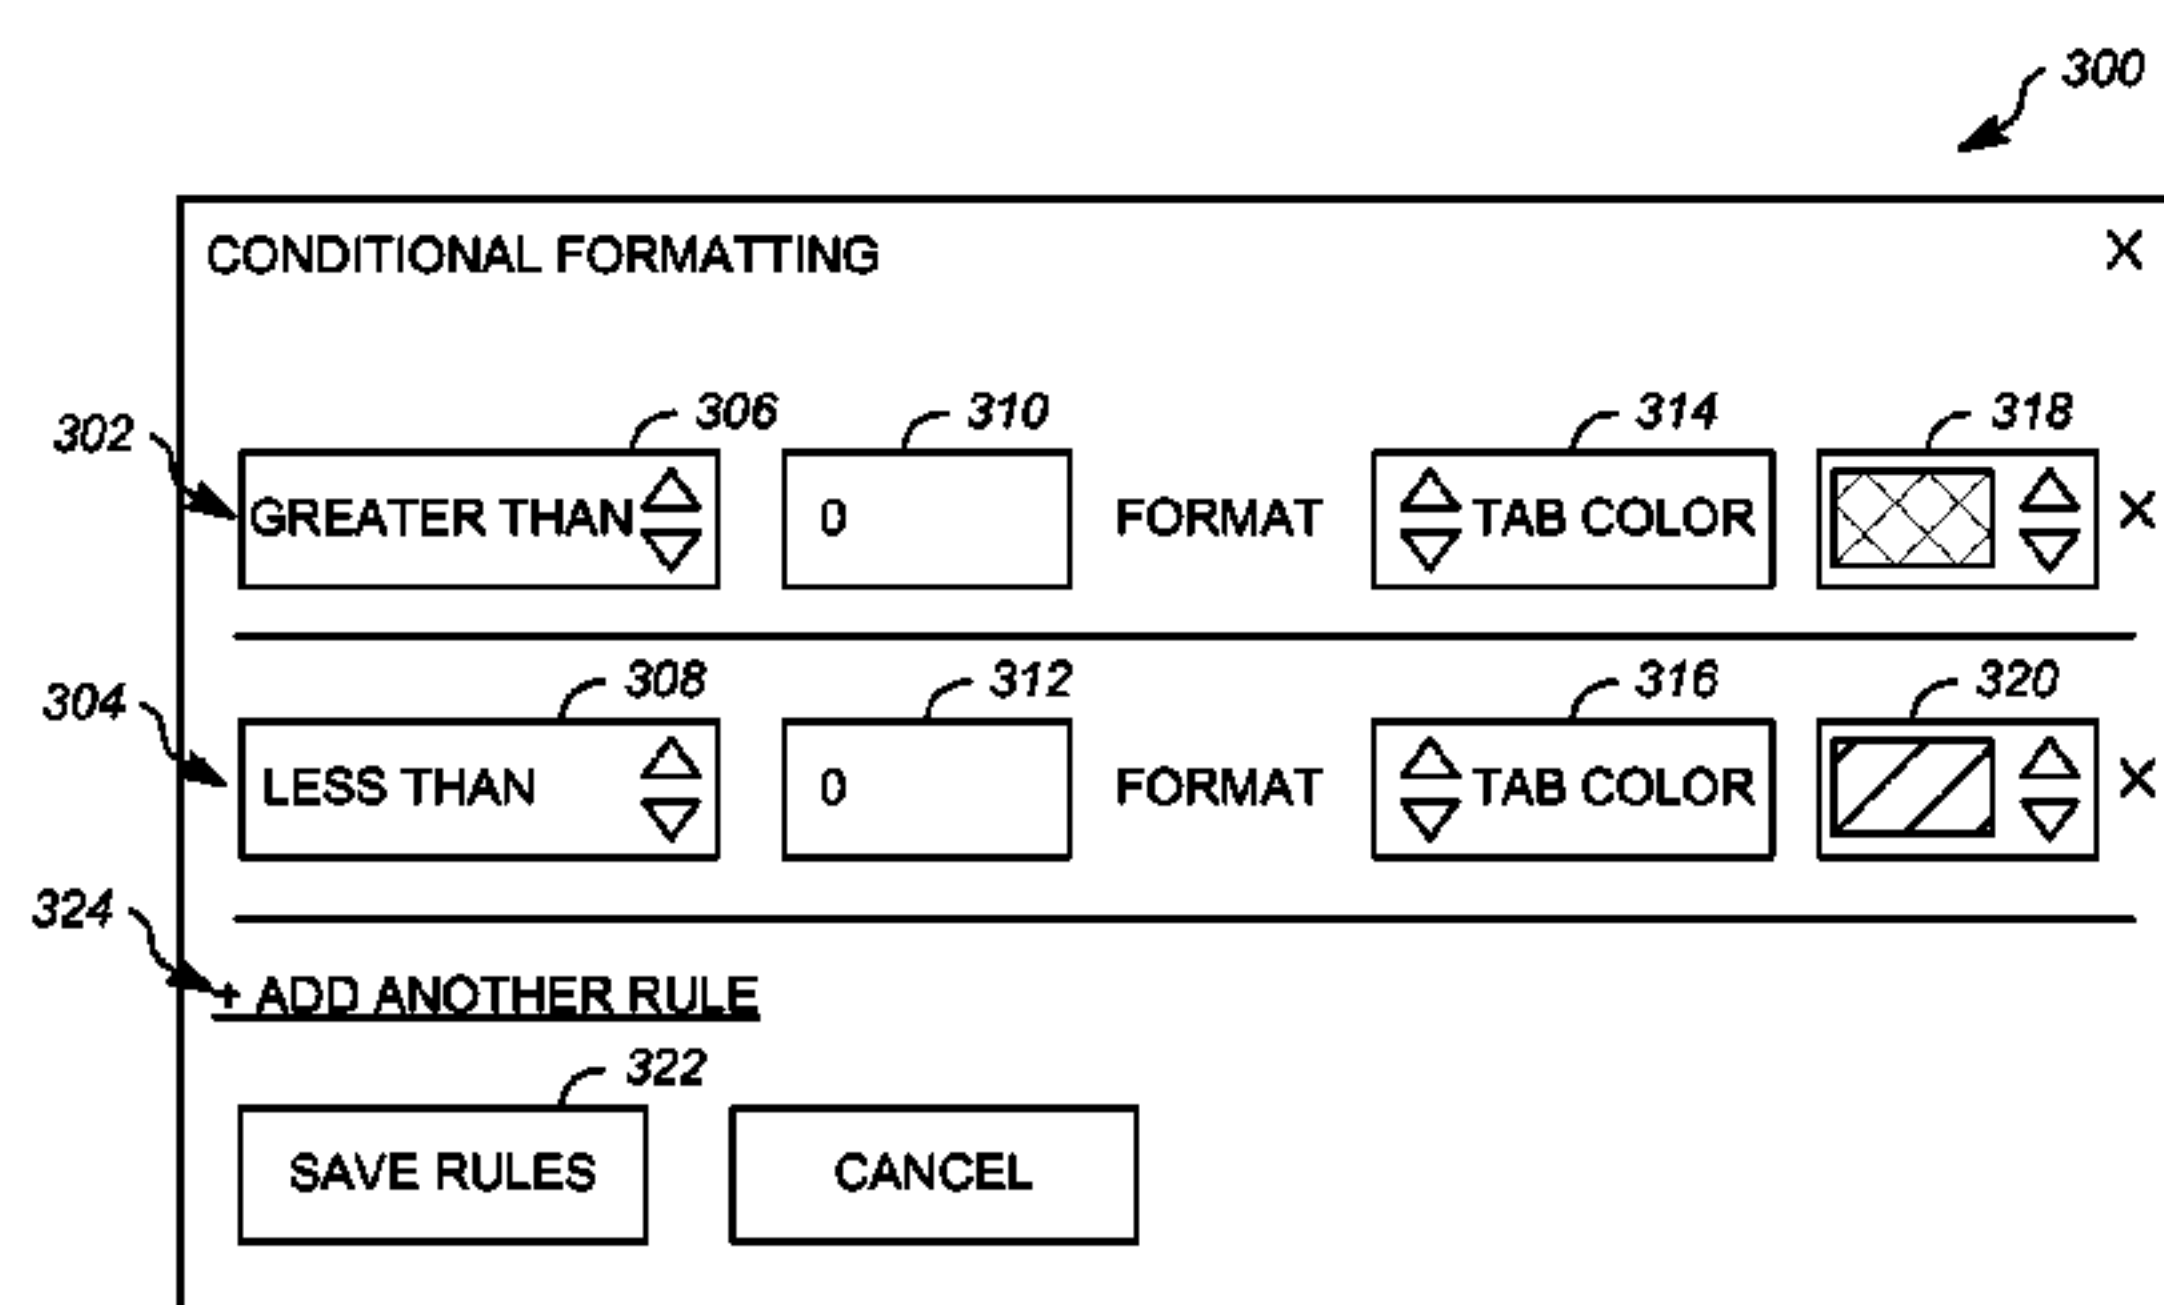 300
CONDITIONAL FORMATTING X
302 306 310 314 318
GREATER THAN 0 FORMAT TAB COLOR X
304 308 312 316 320
LESS THAN 0 FORMAT TAB COLOR X
324
+ ADD ANOTHER RULE
322
SAVE RULES CANCEL